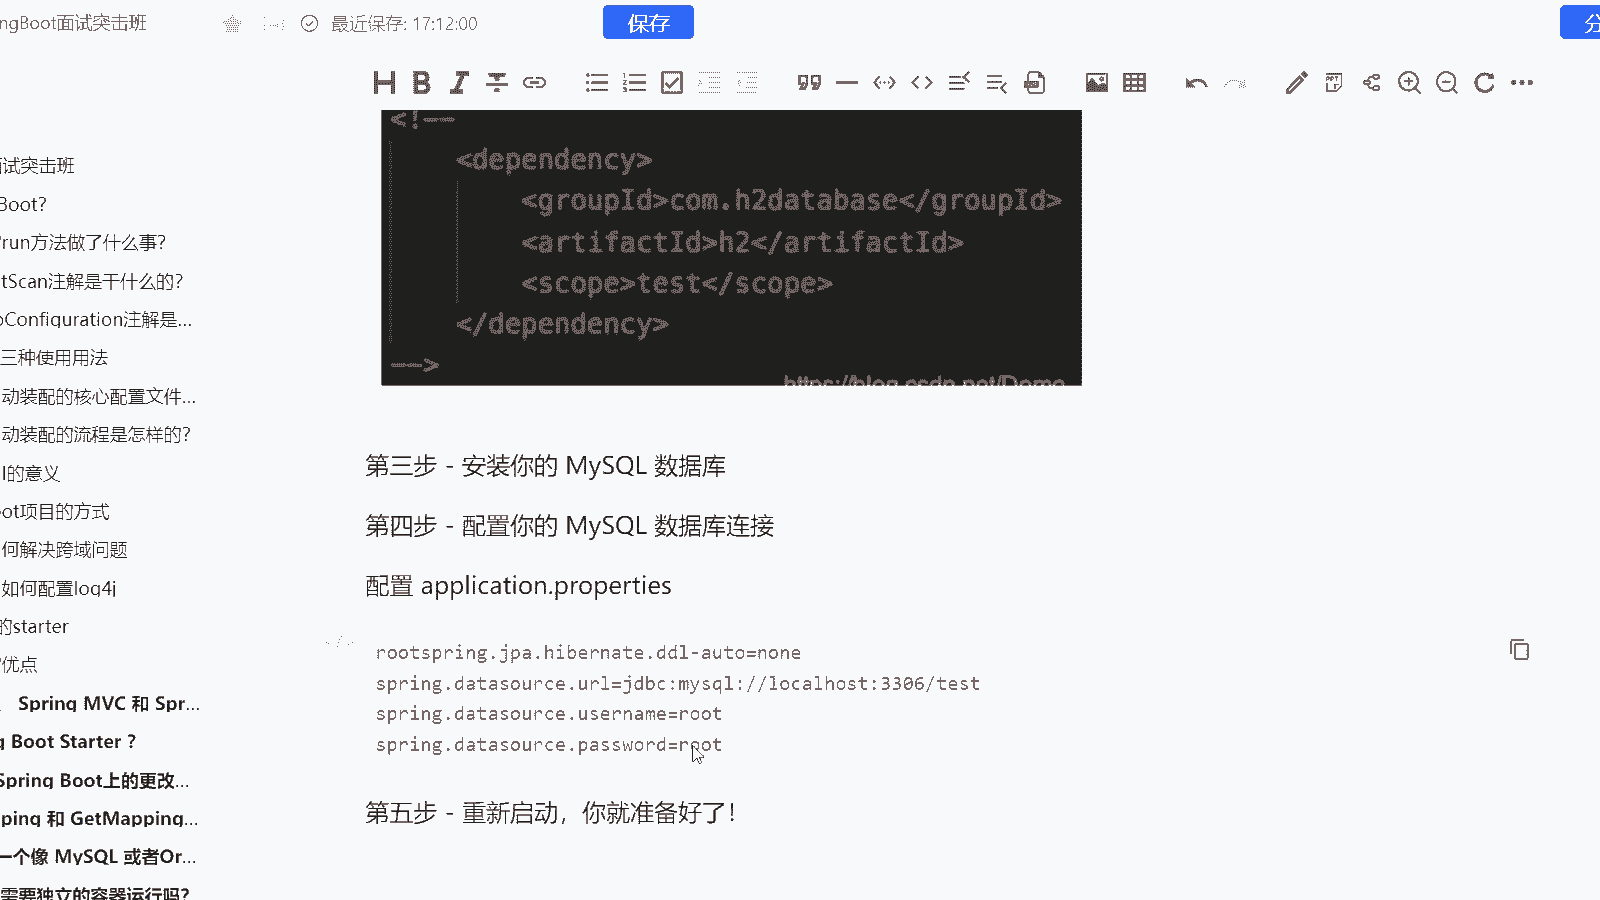 ngBoot面试突击班
最近保存: 17:12:00
保存
分
面试突击班
Boot?
run方法做了什么事?
tScan注解是干什么的?
oConfiguration注解是...
三种使用用法
动装配的核心配置文件...
动装配的流程是怎样的?
l的意义
ot项目的方式
何解决跨域问题
如何配置log4j
的starter
优点
Spring MVC 和 Spr...
g Boot Starter ?
Spring Boot上的更改...
ping 和 GetMapping...
一个像 MySQL 或者Or...
需要独立的容器运行吗?
<!--
<dependency>
<groupId>com.h2database</groupId>
<artifactId>h2</artifactId>
<scope>test</scope>
</dependency>
-->
https://blog.csdn.net/Dome
第三步 - 安装你的 MySQL 数据库
第四步 - 配置你的 MySQL 数据库连接
配置 application.properties
rootspring.jpa.hibernate.ddl-auto=none
spring.datasource.url=jdbc:mysql://localhost:3306/test
spring.datasource.username=root
spring.datasource.password=root
第五步 - 重新启动，你就准备好了！